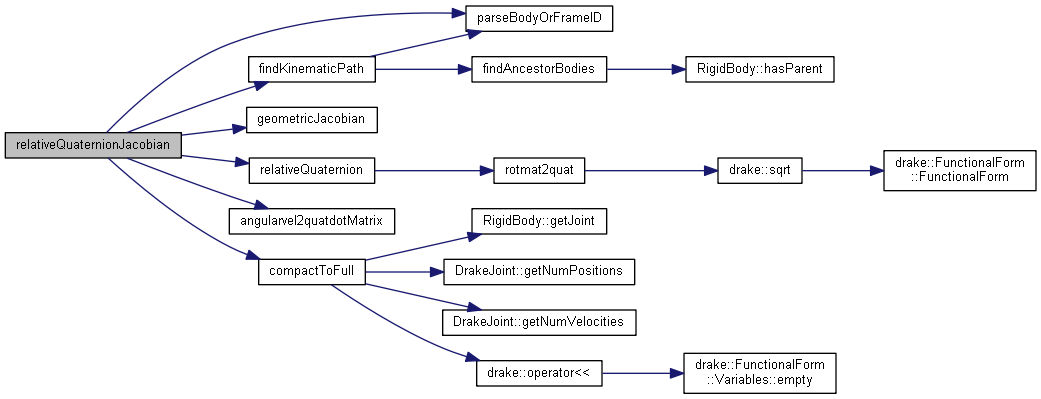 parseBodyOrFrameID
findKinematicPath
findAncestorBodies
RigidBody::hasParent
geometricJacobian
relativeQuaternionJacobian
relativeQuaternion
rotmat2quat
drake::sqrt
drake::FunctionalForm
::FunctionalForm
angularvel2quatdotMatrix
RigidBody::getJoint
compactToFull
DrakeJoint::getNumPositions
DrakeJoint::getNumVelocities
drake::operator<<
drake::FunctionalForm
::Variables::empty